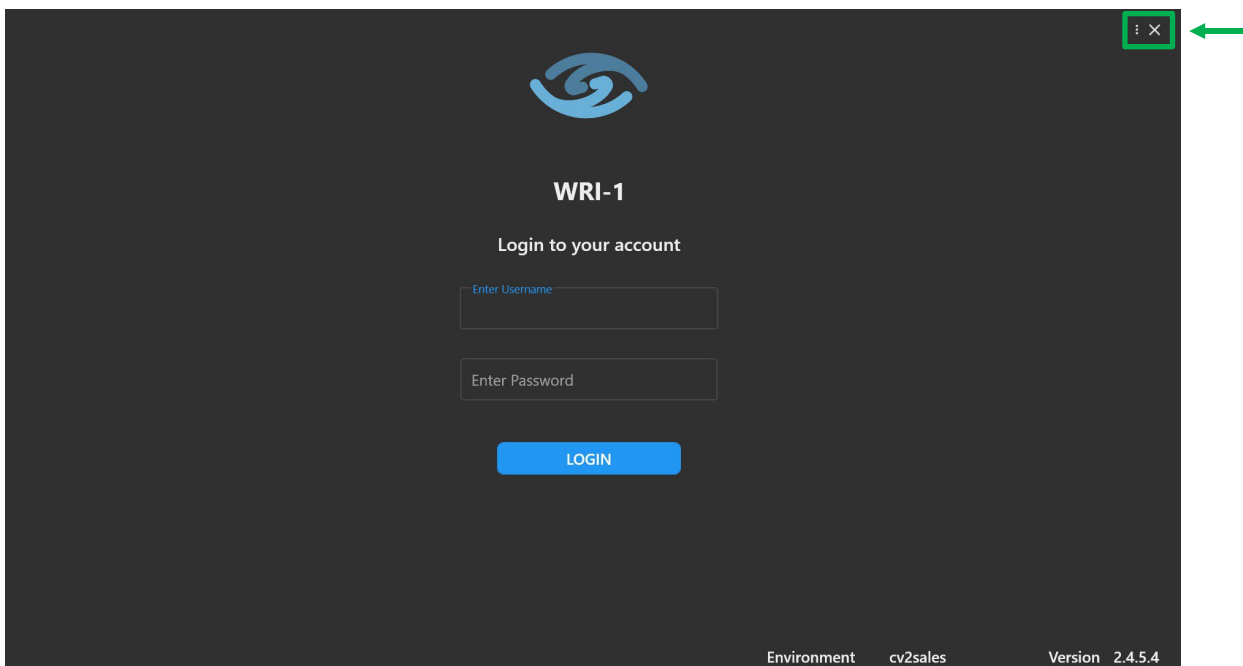 WRI-1
Login to your account
Enter Username
Enter Password
LOGIN
Environment cv2sales Version 2.4.5.4